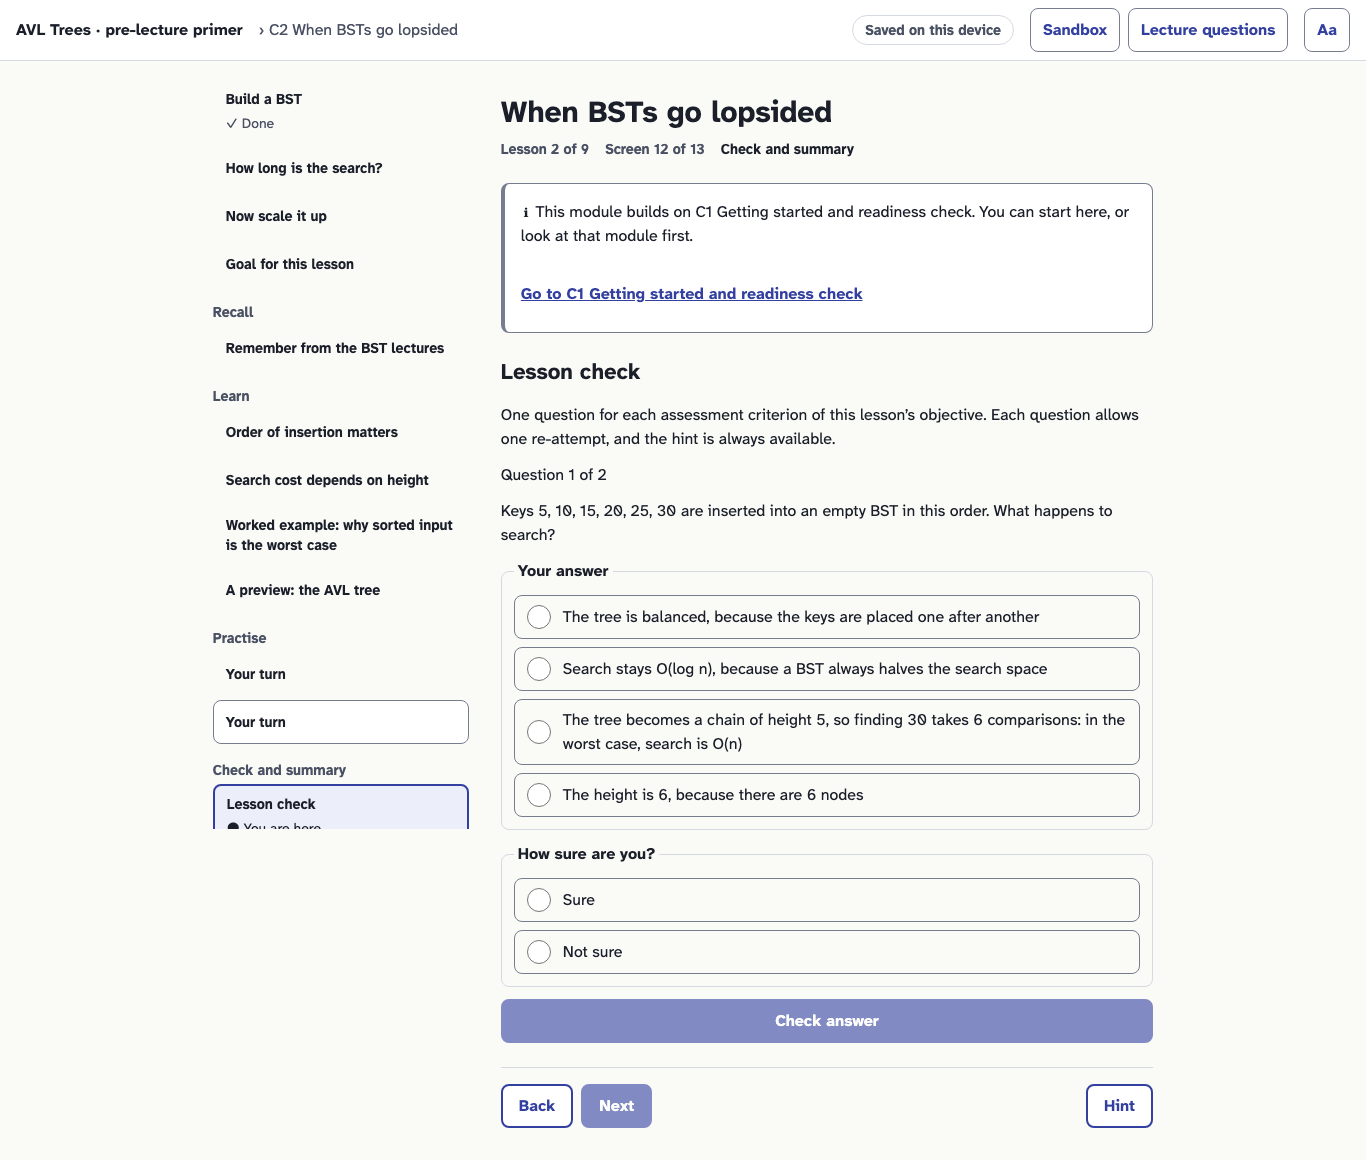 AVL Trees · pre-lecture primer › C2 When BSTs go lopsided
Saved on this device
Sandbox
Lecture questions
Aa
Build a BST
✓ Done
How long is the search?
Now scale it up
Goal for this lesson
Recall
Remember from the BST lectures
Learn
Order of insertion matters
Search cost depends on height
Worked example: why sorted input
is the worst case
A preview: the AVL tree
Practise
Your turn
Your turn
Check and summary
Lesson check
● You are here
When BSTs go lopsided
Lesson 2 of 9 Screen 12 of 13 Check and summary
ℹ This module builds on C1 Getting started and readiness check. You can start here, or
look at that module first.
Go to C1 Getting started and readiness check
Lesson check
One question for each assessment criterion of this lesson’s objective. Each question allows
one re-attempt, and the hint is always available.
Question 1 of 2
Keys 5, 10, 15, 20, 25, 30 are inserted into an empty BST in this order. What happens to
search?
Your answer
The tree is balanced, because the keys are placed one after another
Search stays O(log n), because a BST always halves the search space
The tree becomes a chain of height 5, so finding 30 takes 6 comparisons: in the
worst case, search is O(n)
The height is 6, because there are 6 nodes
How sure are you?
Sure
Not sure
Check answer
Back
Next
Hint